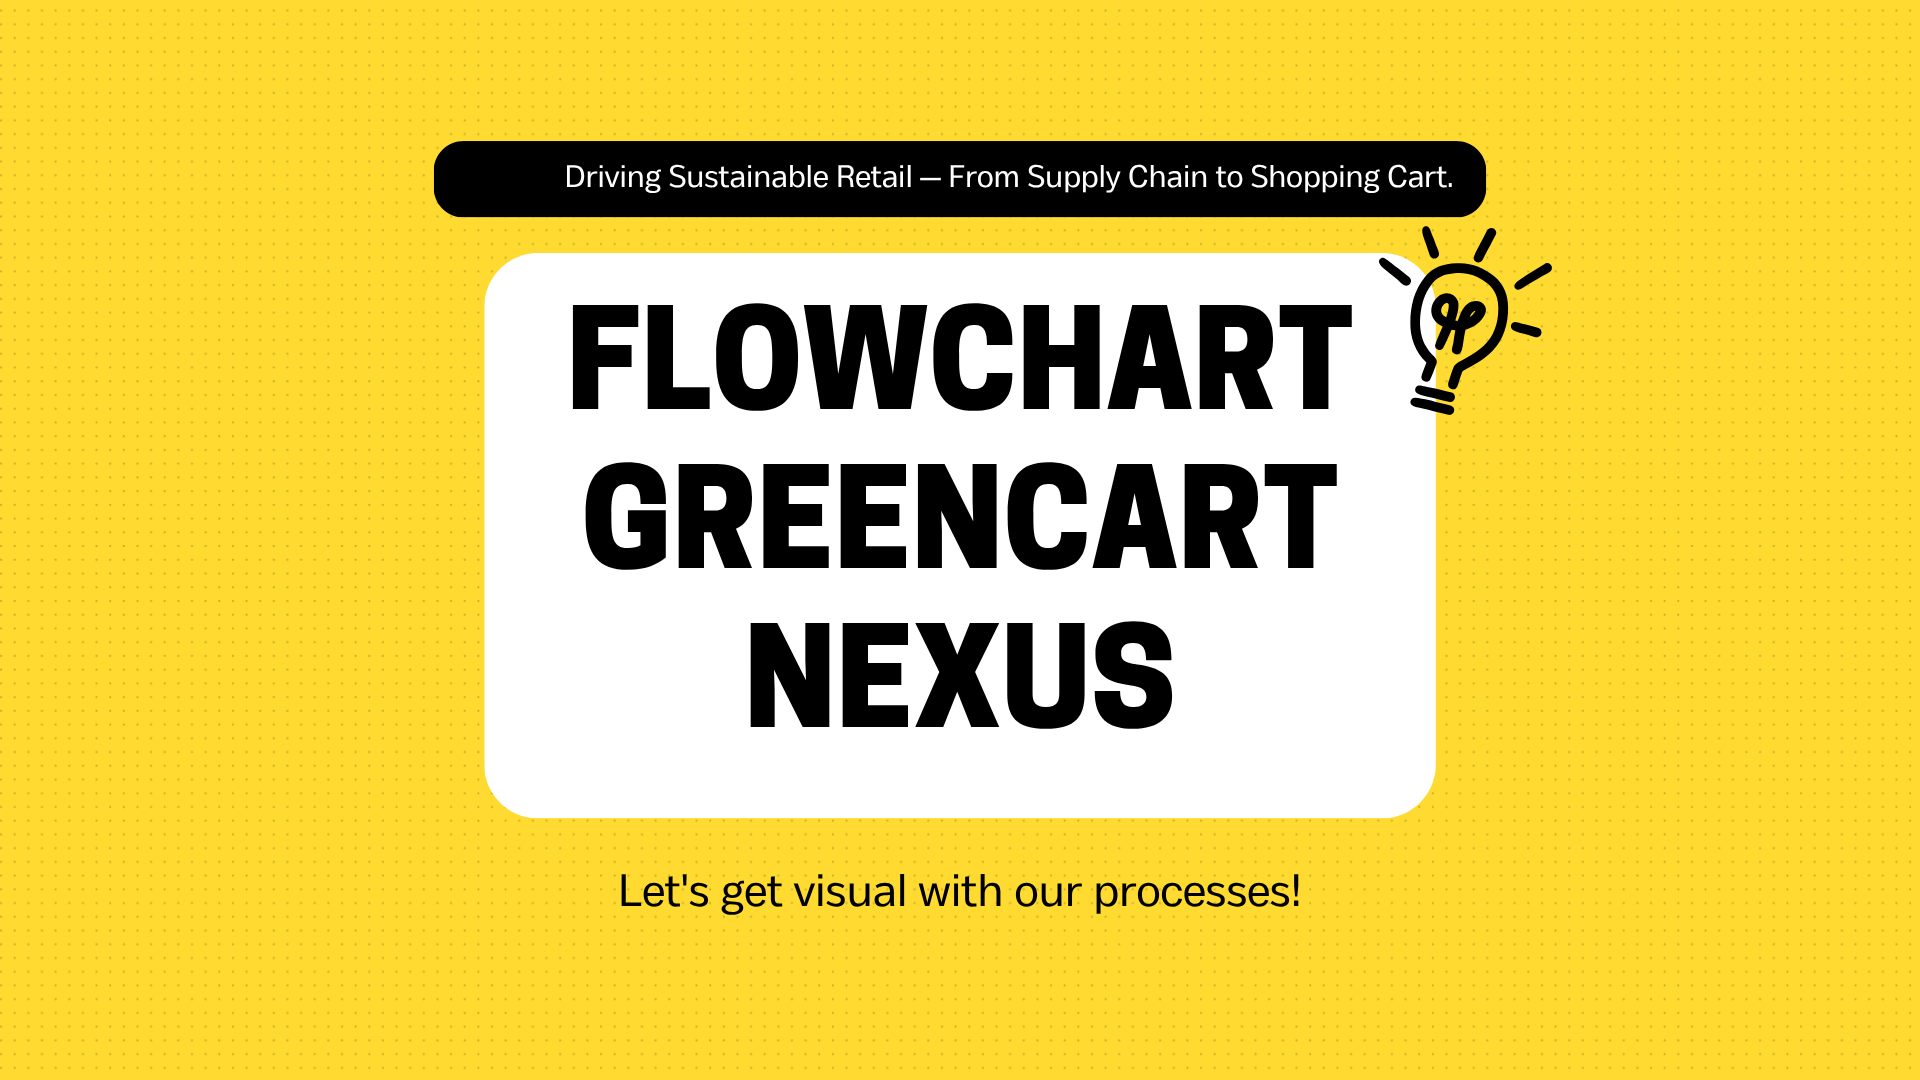 Driving Sustainable Retail — From Supply Chain to Shopping Cart.
FLOWCHART
GREENCART
NEXUS
Let's get visual with our processes!